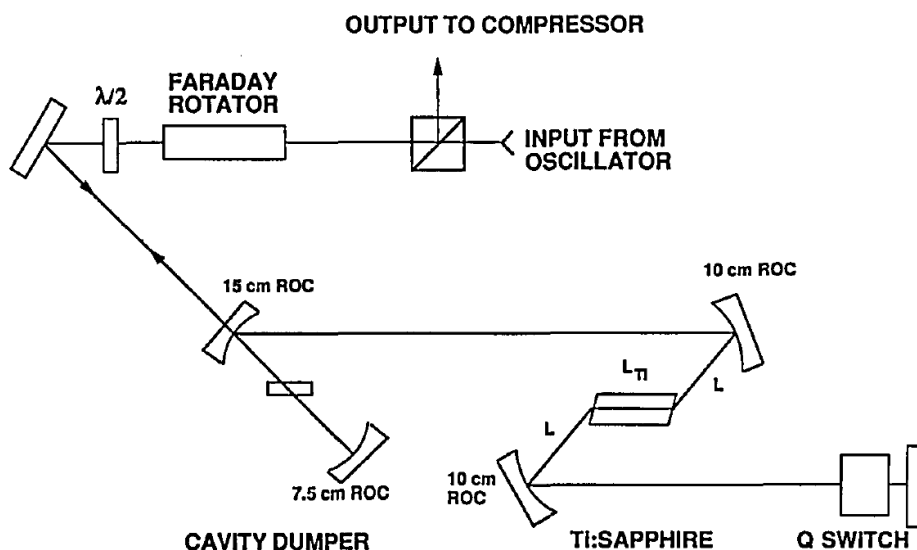 OUTPUT TO COMPRESSOR
λ/2
FARADAY
ROTATOR
INPUT FROM
OSCILLATOR
15 cm ROC
10 cm ROC
L_TI
L
L
7.5 cm ROC
10 cm
ROC
CAVITY DUMPER
Ti:SAPPHIRE
Q SWITCH